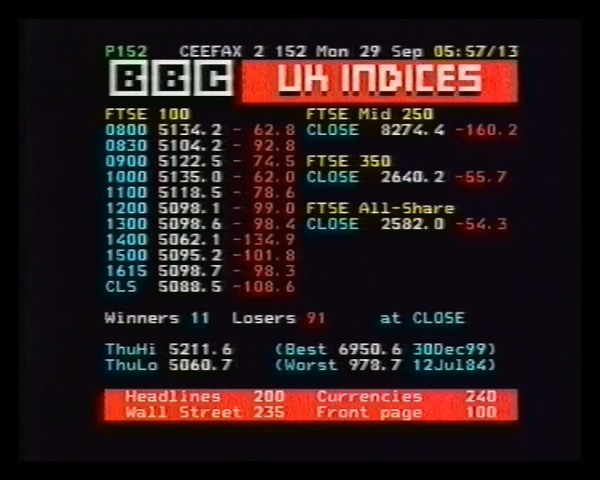 P152 CEEFAX 2 152 Mon 29 Sep 05:57/13
BBC UK INDICES
FTSE 100 FTSE Mid 250
0800 5134.2 - 62.8 CLOSE 8274.4 -160.2
0830 5104.2 - 92.8
0900 5122.5 - 74.5 FTSE 350
1000 5135.0 - 62.0 CLOSE 2640.2 -55.7
1100 5118.5 - 78.6
1200 5098.1 - 99.0 FTSE All-Share
1300 5098.6 - 98.4 CLOSE 2582.0 -54.3
1400 5062.1 -134.9
1500 5095.2 -101.8
1615 5098.7 - 98.3
CLS 5088.5 -108.6
Winners 11 Losers 91 at CLOSE
ThuHi 5211.6 (Best 6950.6 30Dec99)
ThuLo 5060.7 (Worst 978.7 12Jul84)
Headlines 200 Currencies 240
Wall Street 235 Front page 100